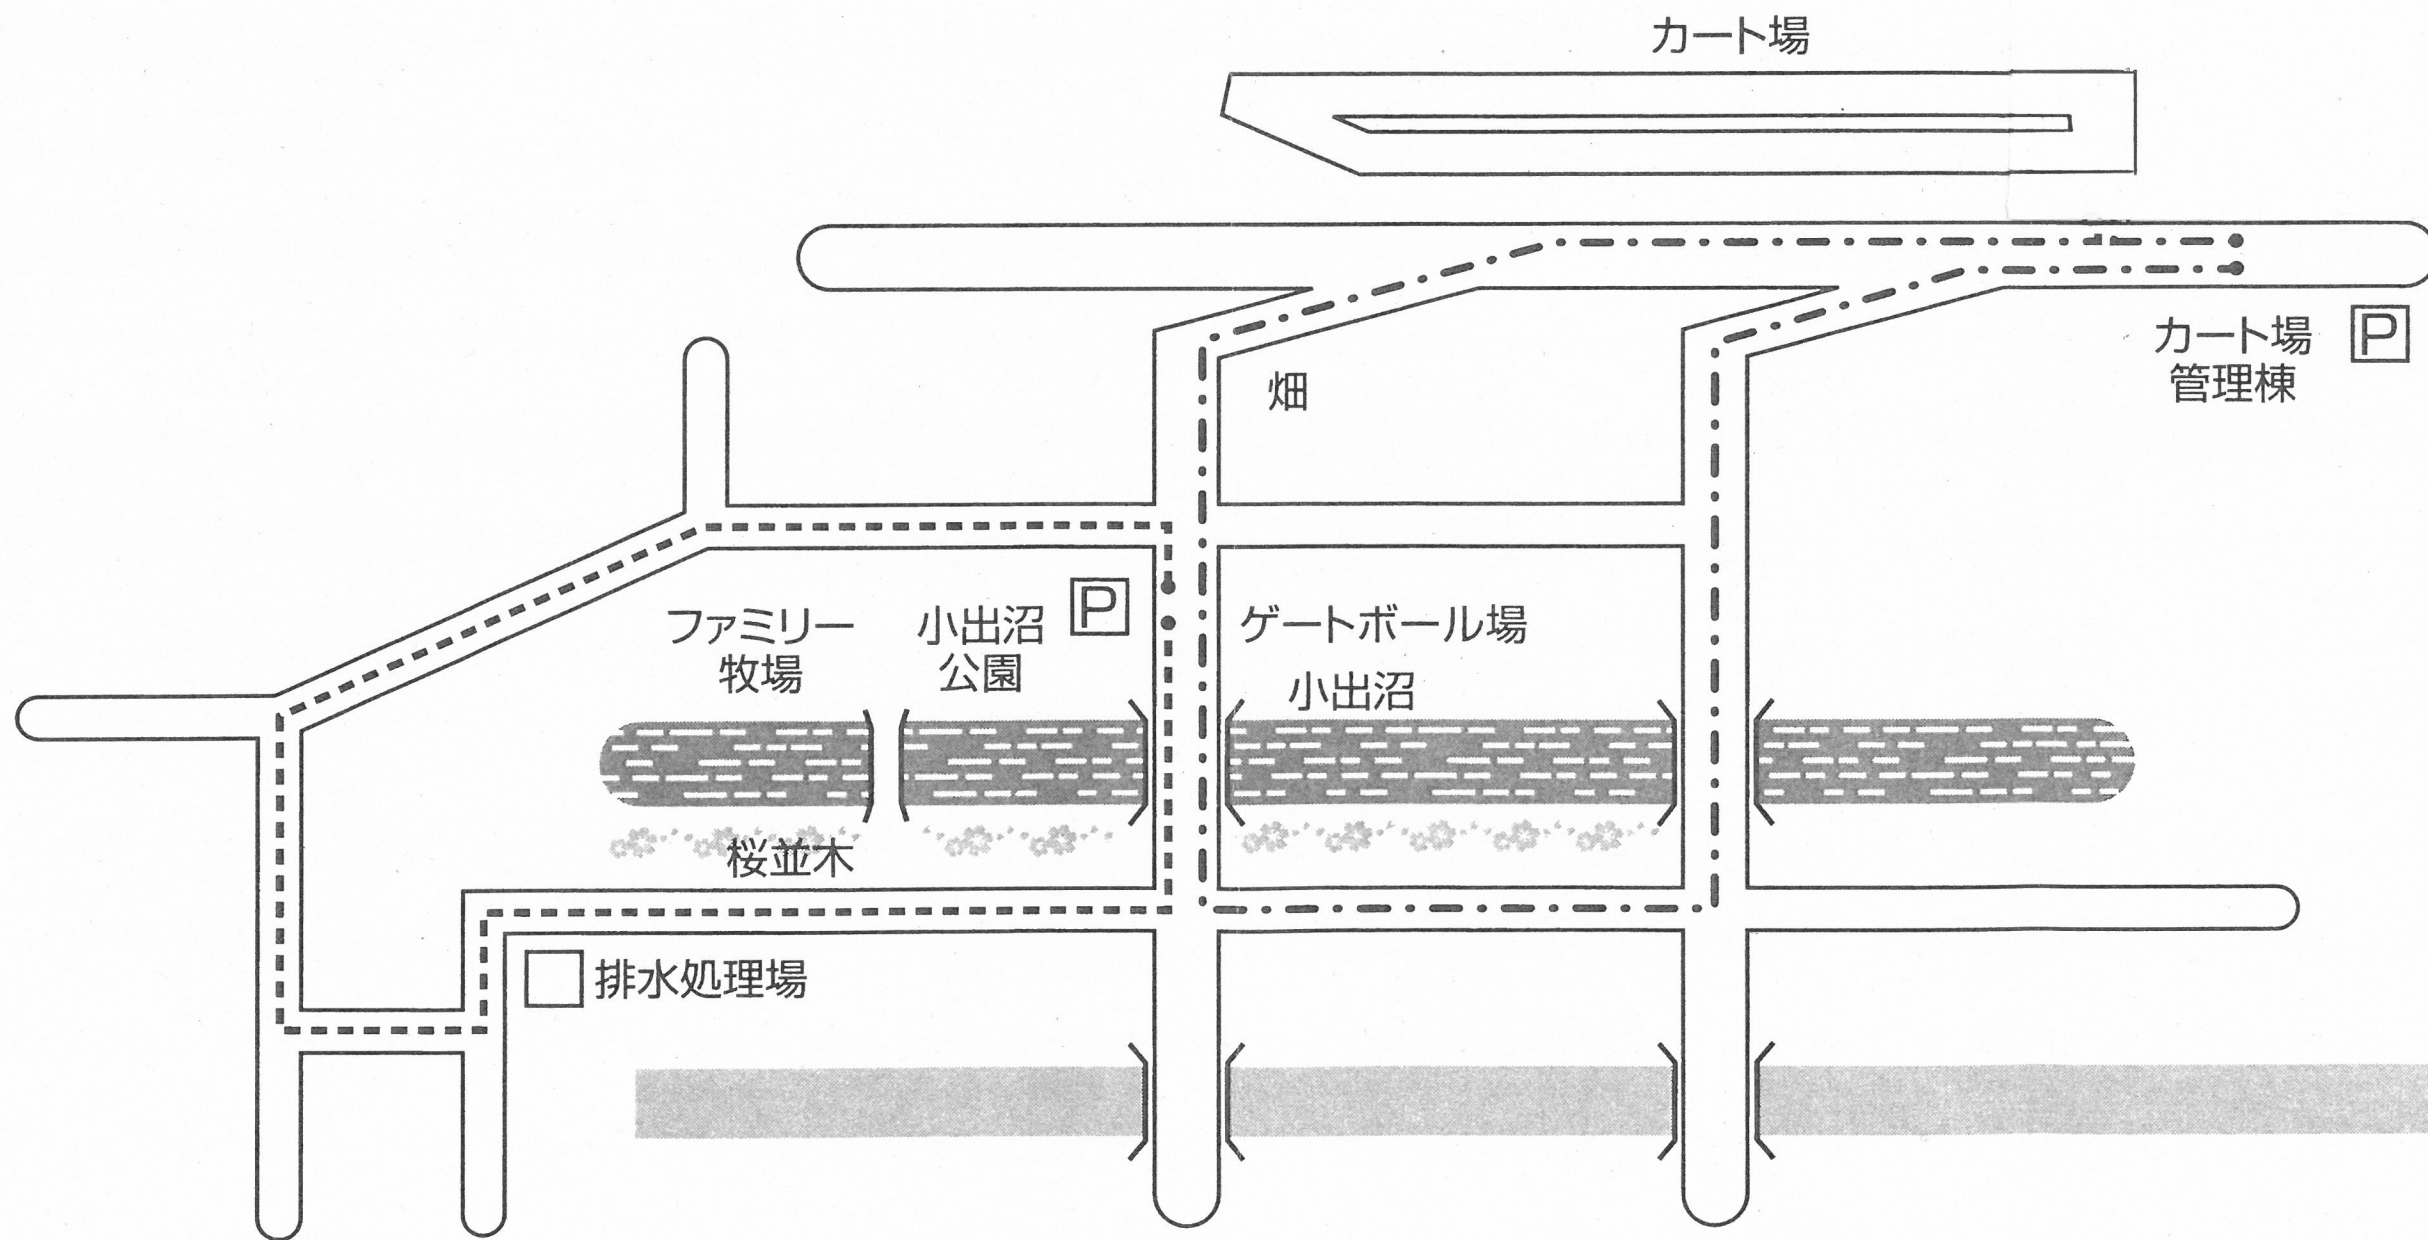 カート場
カート場
管理棟
P
畑
P
ファミリー
牧場
小出沼
公園
ゲートボール場
小出沼
桜並木
排水処理場